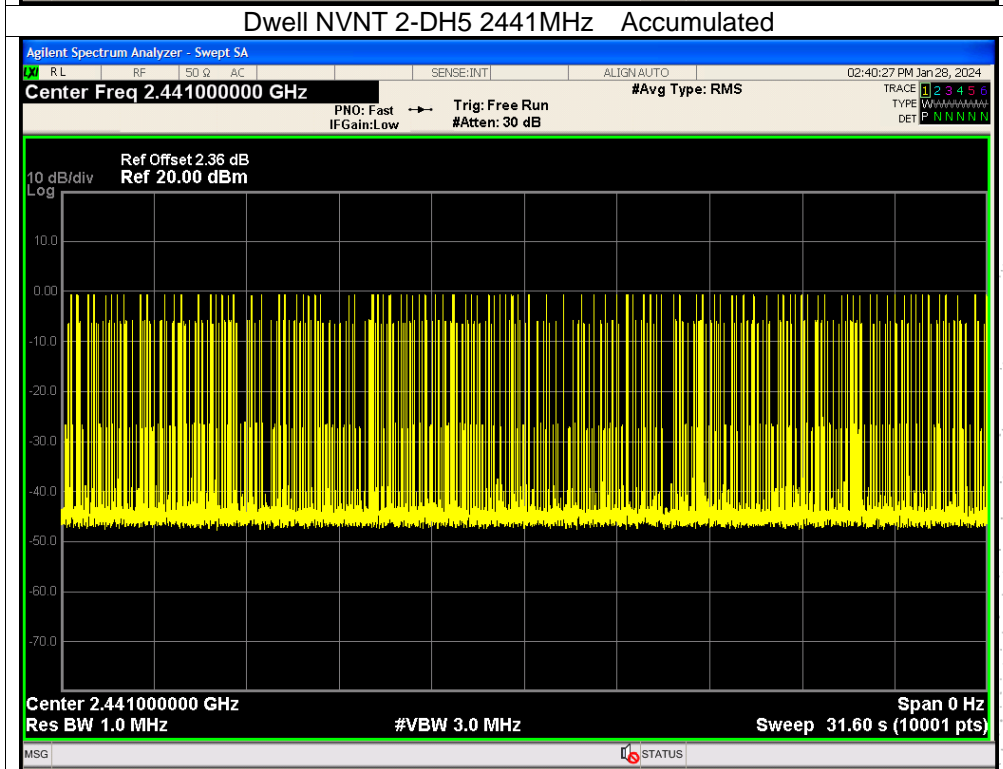 Dwell NVNT 2-DH5 2441MHz Accumulated
Agilent Spectrum Analyzer - Swept SA
LXI RL RF 50 Ω AC SENSE:INT ALIGN AUTO 02:40:27 PM Jan 28, 2024
Center Freq 2.441000000 GHz #Avg Type: RMS TRACE 1 2 3 4 5 6
PNO: Fast Trig: Free Run TYPE WWWWWW
IFGain:Low #Atten: 30 dB DET P N N N N N
Ref Offset 2.36 dB
10 dB/div Ref 20.00 dBm
Log
10.0
0.00
-10.0
-20.0
-30.0
-40.0
-50.0
-60.0
-70.0
Center 2.441000000 GHz Span 0 Hz
Res BW 1.0 MHz #VBW 3.0 MHz Sweep 31.60 s (10001 pts)
MSG STATUS